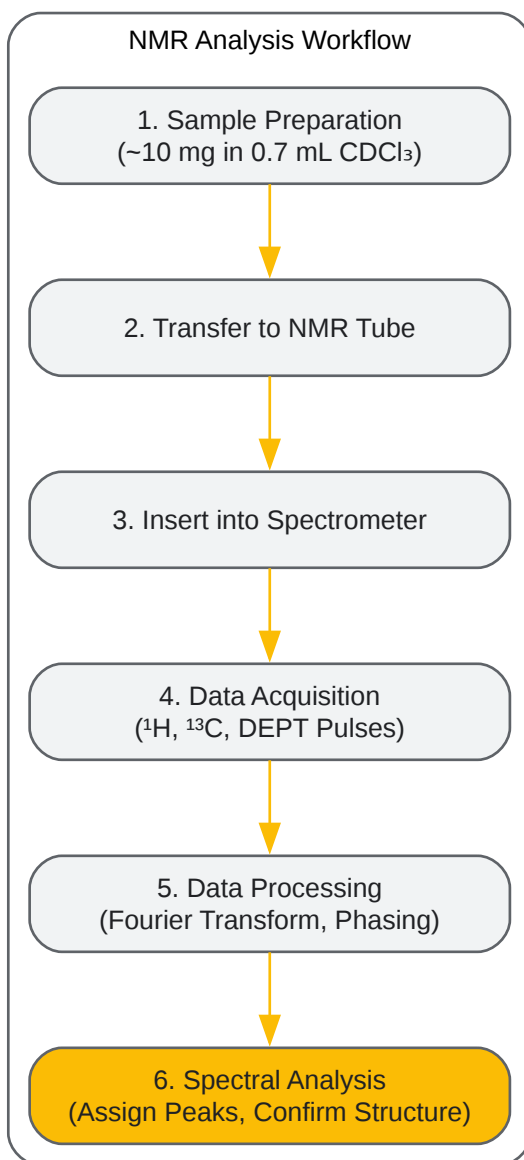 NMR Analysis Workflow
1. Sample Preparation
(~10 mg in 0.7 mL CDCl₃)
2. Transfer to NMR Tube
3. Insert into Spectrometer
4. Data Acquisition
(¹H, ¹³C, DEPT Pulses)
5. Data Processing
(Fourier Transform, Phasing)
6. Spectral Analysis
(Assign Peaks, Confirm Structure)